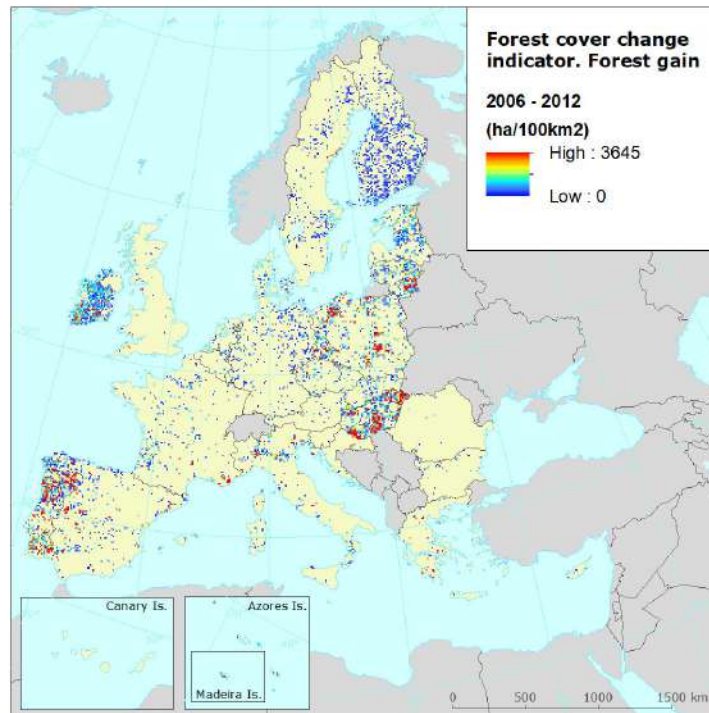 Forest cover change
indicator. Forest gain
2006 - 2012
(ha/100km2)
High : 3645
Low : 0
Canary Is.
Azores Is.
Madeira Is.
0 500 1000 1500 km